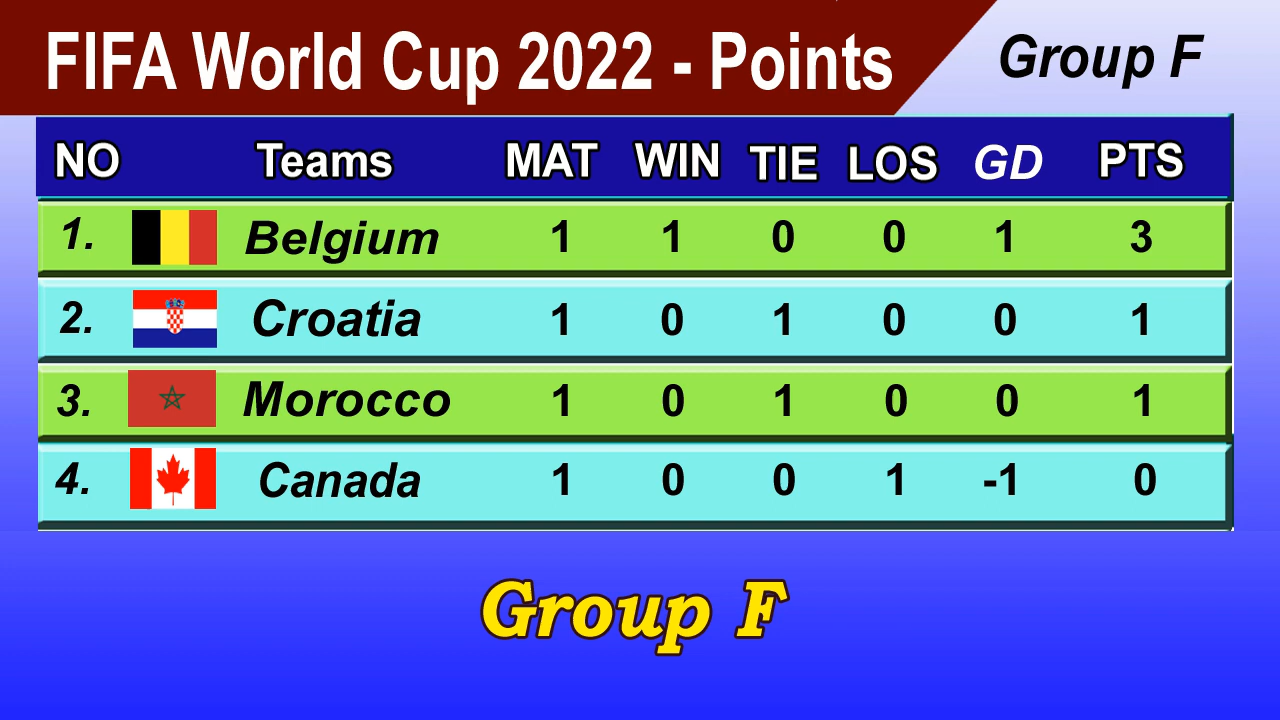 FIFA World Cup 2022 - Points Group F
NO Teams MAT WIN TIE LOS GD PTS
1. Belgium 1 1 0 0 1 3
2. Croatia 1 0 1 0 0 1
3. Morocco 1 0 1 0 0 1
4. Canada 1 0 0 1 -1 0
Group F